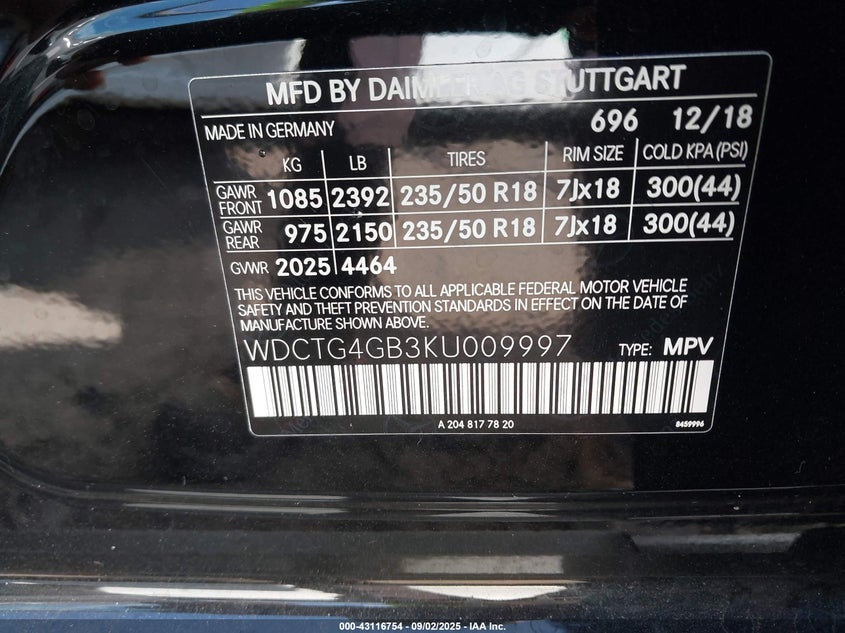 MFD BY DAIMLER AG STUTTGART
MADE IN GERMANY 696 12/18
KG LB TIRES RIM SIZE COLD KPA (PSI)
GAWR FRONT 1085 2392 235/50 R18 7Jx18 300(44)
GAWR REAR 975 2150 235/50 R18 7Jx18 300(44)
GVWR 2025 4464
THIS VEHICLE CONFORMS TO ALL APPLICABLE FEDERAL MOTOR VEHICLE
SAFETY AND THEFT PREVENTION STANDARDS IN EFFECT ON THE DATE OF
MANUFACTURE SHOWN ABOVE.
WDCTG4GB3KU009997 TYPE: MPV
A 204 817 78 20 8459996
000-43116754 - 09/02/2025 - IAA Inc.